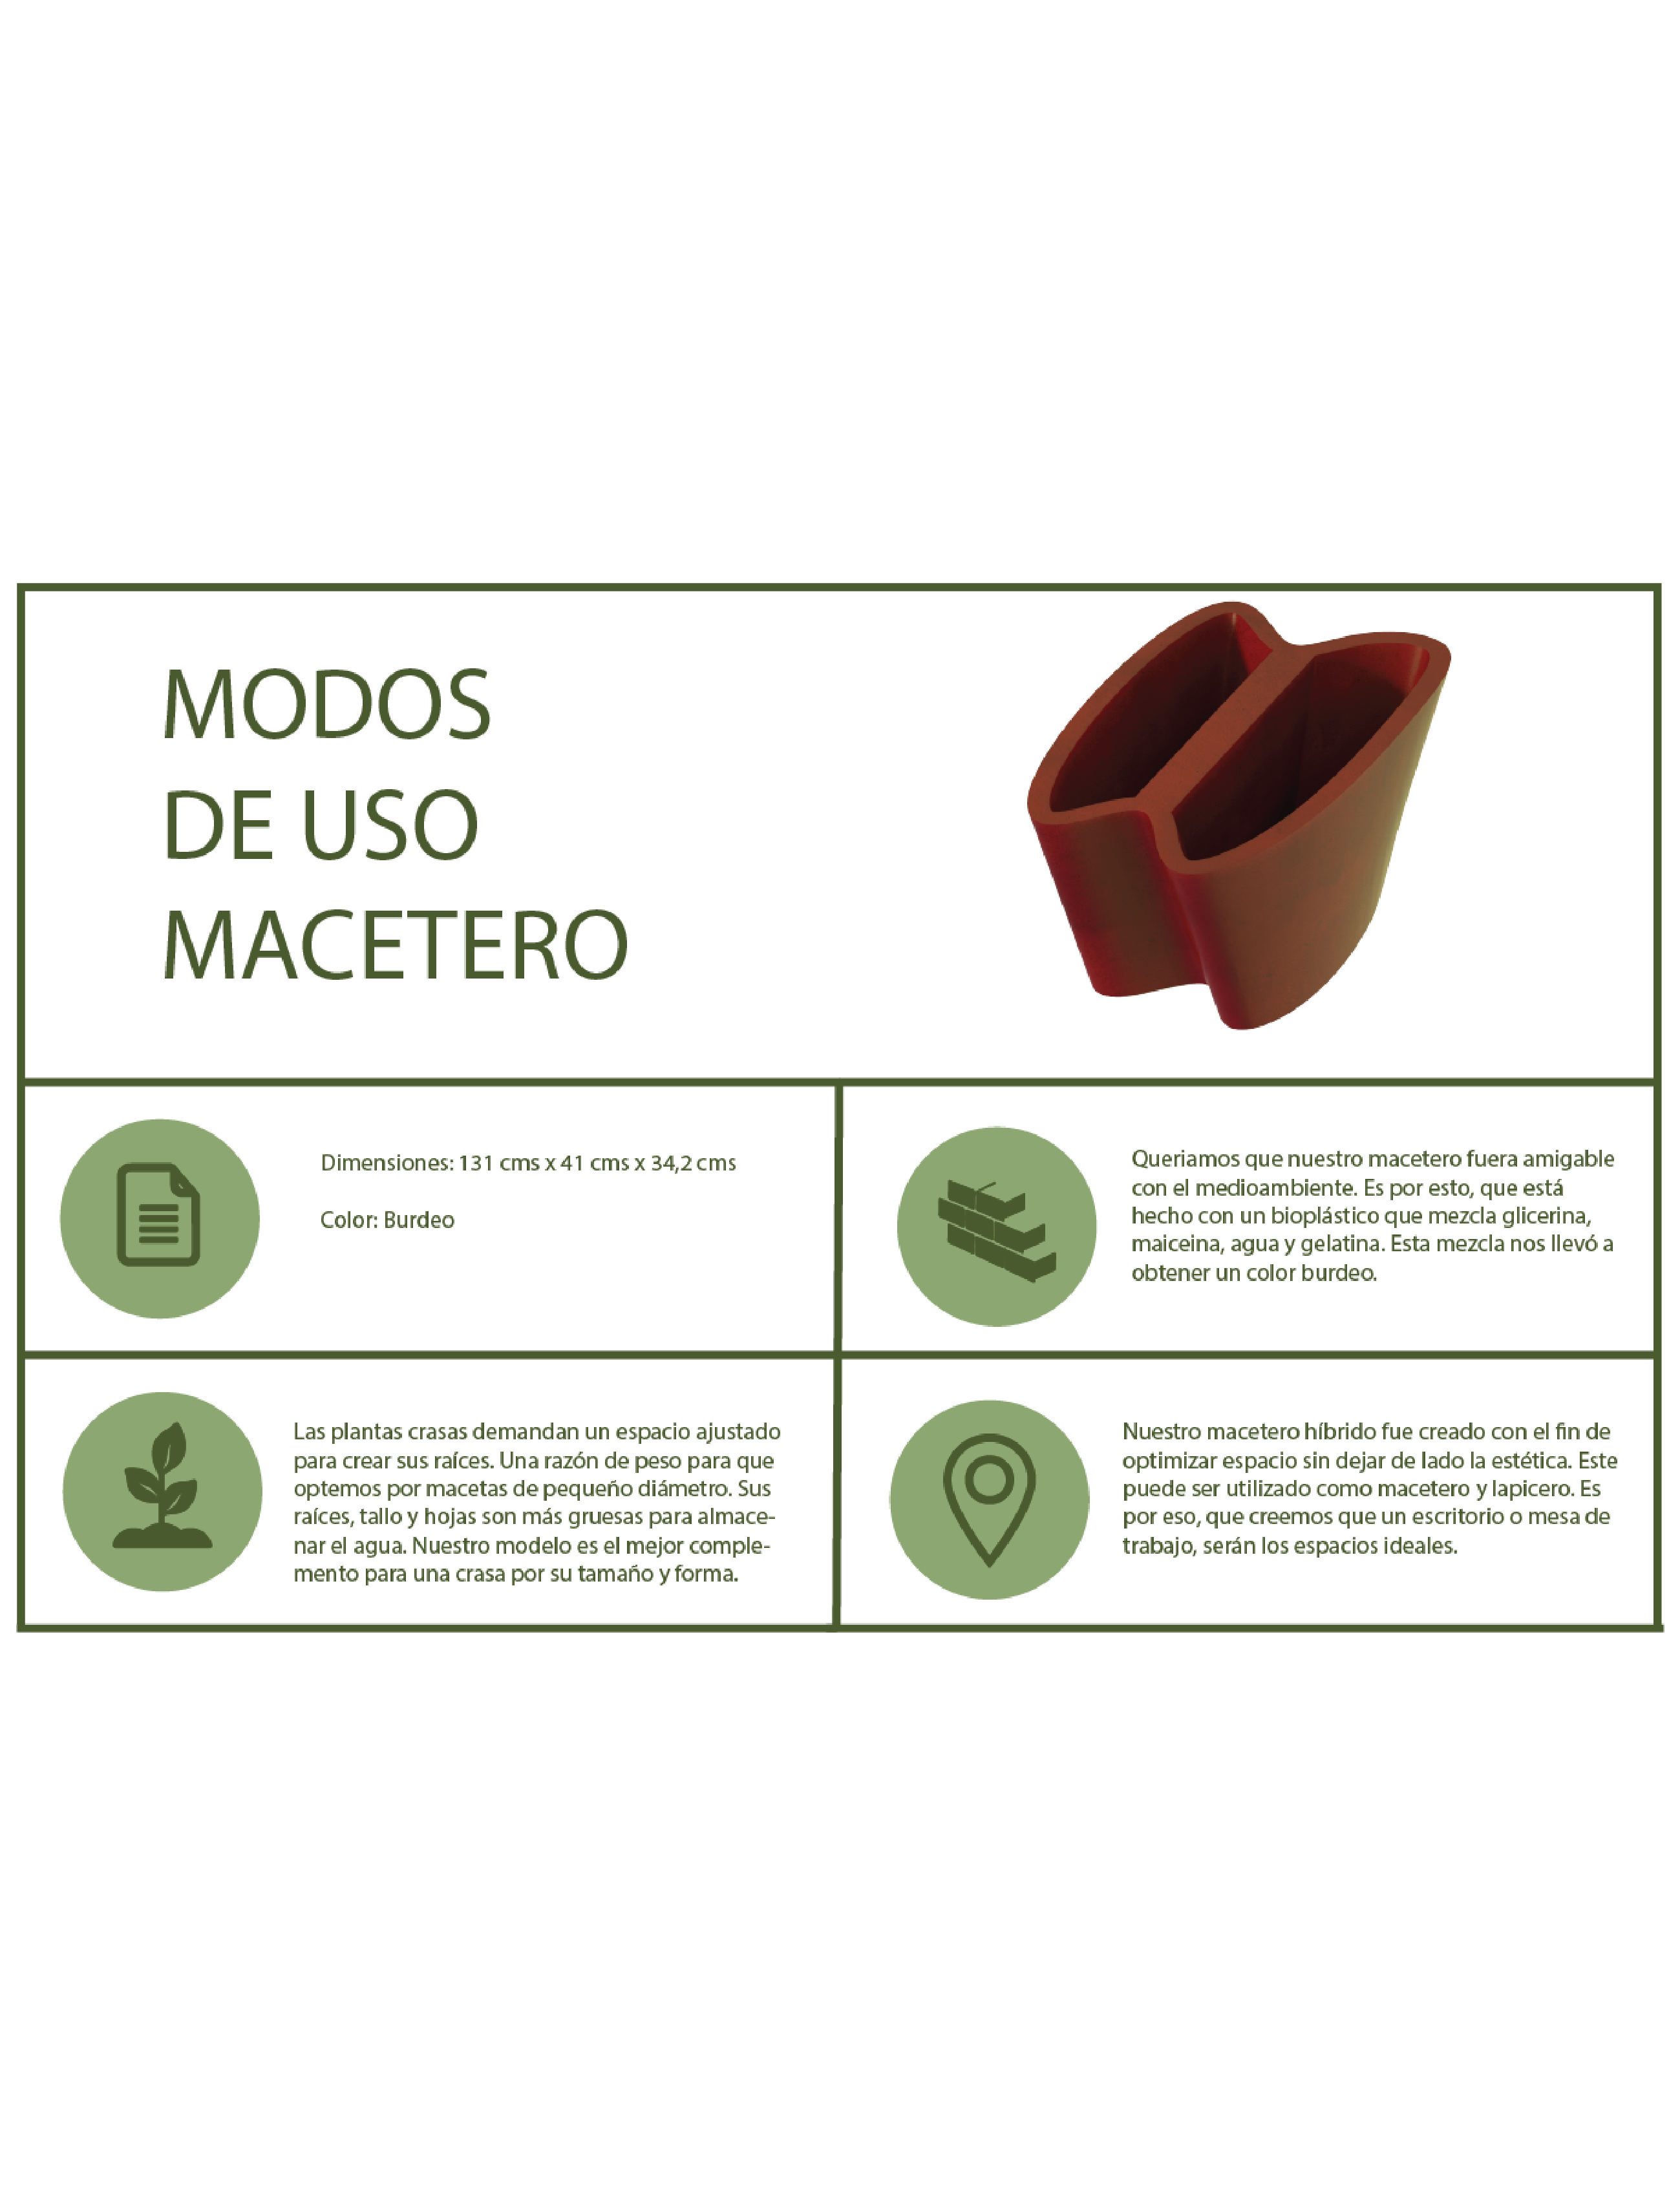 MODOS
DE USO
MACETERO
Dimensiones: 131 cms x 41 cms x 34,2 cms
Color: Burdeo
Queriamos que nuestro macetero fuera amigable
con el medioambiente. Es por esto, que está
hecho con un bioplástico que mezcla glicerina,
maiceina, agua y gelatina. Esta mezcla nos llevó a
obtener un color burdeo.
Las plantas crasas demandan un espacio ajustado
para crear sus raíces. Una razón de peso para que
optemos por macetas de pequeño diámetro. Sus
raíces, tallo y hojas son más gruesas para almace-
nar el agua. Nuestro modelo es el mejor comple-
mento para una crasa por su tamaño y forma.
Nuestro macetero híbrido fue creado con el fin de
optimizar espacio sin dejar de lado la estética. Este
puede ser utilizado como macetero y lapicero. Es
por eso, que creemos que un escritorio o mesa de
trabajo, serán los espacios ideales.